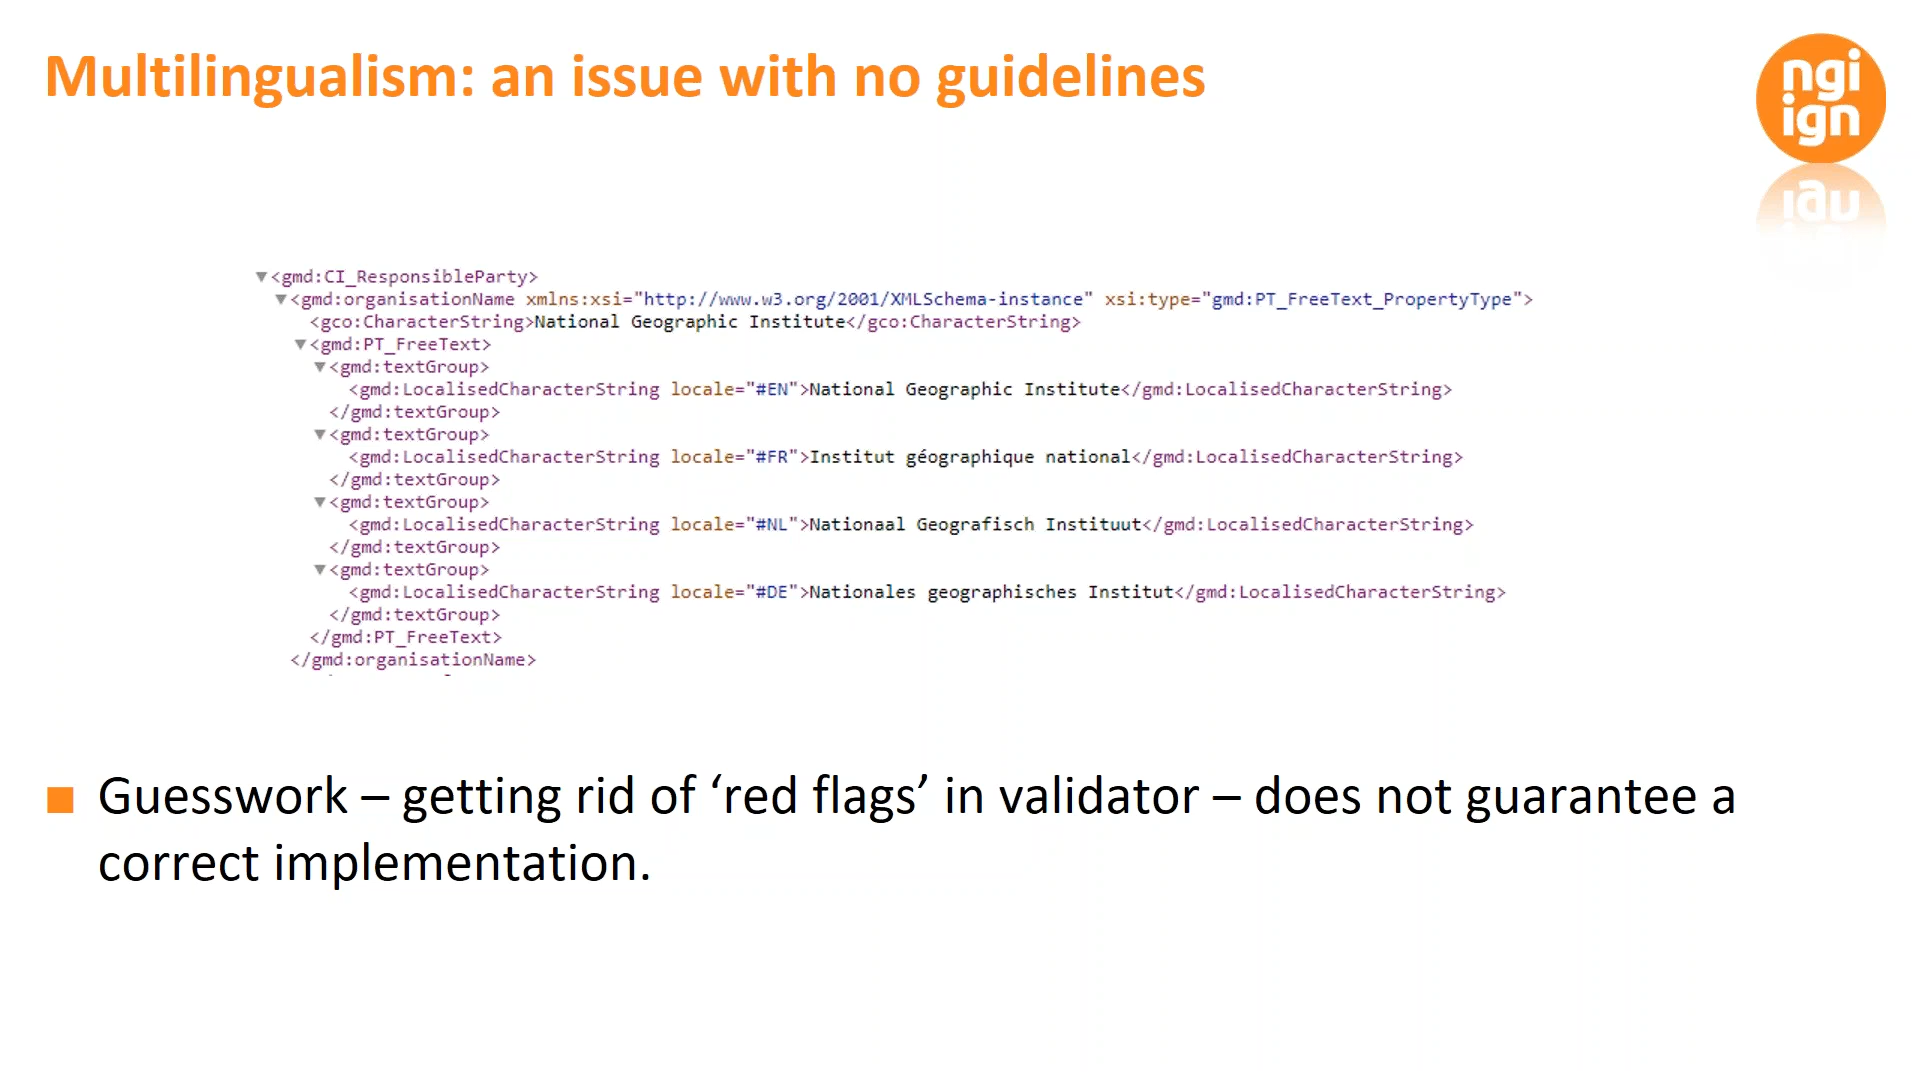 Multilingualism: an issue with no guidelines
ngi
ign
▼<gmd:CI_ResponsibleParty>
▼<gmd:organisationName xmlns:xsi="http://www.w3.org/2001/XMLSchema-instance" xsi:type="gmd:PT_FreeText_PropertyType">
<gco:CharacterString>National Geographic Institute</gco:CharacterString>
▼<gmd:PT_FreeText>
▼<gmd:textGroup>
<gmd:LocalisedCharacterString locale="#EN">National Geographic Institute</gmd:LocalisedCharacterString>
</gmd:textGroup>
▼<gmd:textGroup>
<gmd:LocalisedCharacterString locale="#FR">Institut géographique national</gmd:LocalisedCharacterString>
</gmd:textGroup>
▼<gmd:textGroup>
<gmd:LocalisedCharacterString locale="#NL">Nationaal Geografisch Instituut</gmd:LocalisedCharacterString>
</gmd:textGroup>
▼<gmd:textGroup>
<gmd:LocalisedCharacterString locale="#DE">Nationales geographisches Institut</gmd:LocalisedCharacterString>
</gmd:textGroup>
</gmd:PT_FreeText>
</gmd:organisationName>
■ Guesswork – getting rid of ‘red flags’ in validator – does not guarantee a
correct implementation.